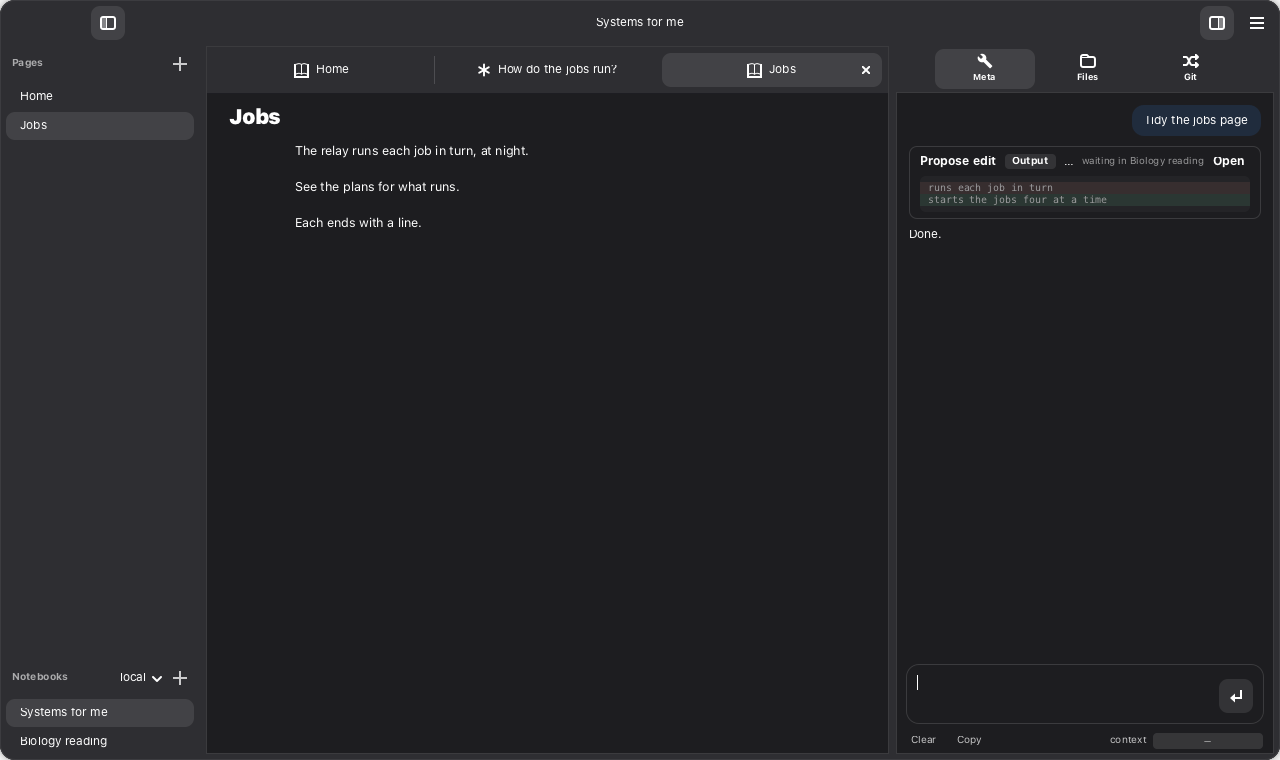 Systems for me
Pages
Home
Jobs
Home
How do the jobs run?
Jobs
Jobs
The relay runs each job in turn, at night.
See the plans for what runs.
Each ends with a line.
Meta
Files
Git
Tidy the jobs page
Propose edit Output ... waiting in Biology reading Open
runs each job in turn
starts the jobs four at a time
Done.
Notebooks local
Systems for me
Biology reading
Clear Copy context –